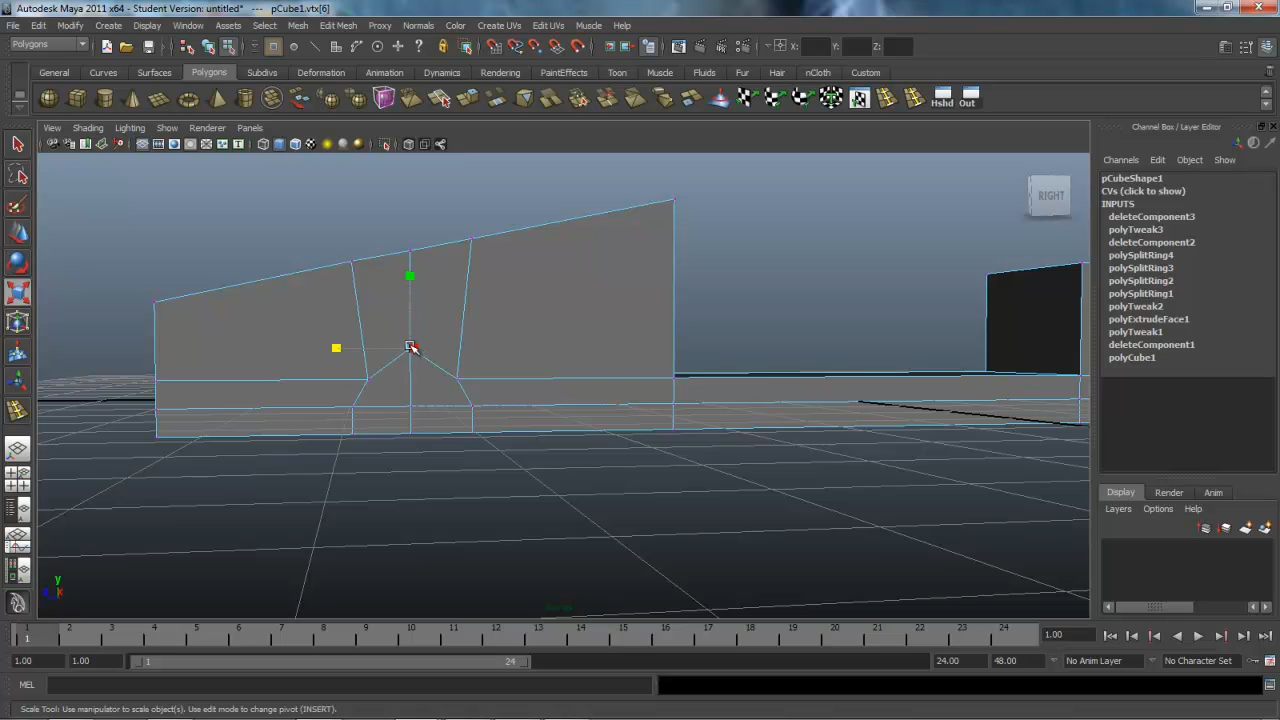 Autodesk Maya 2011 x64 - Student Version: untitled* --- pCube1.vtx[6]
File Edit Modify Create Display Window Assets Select Mesh Edit Mesh Proxy Normals Color Create UVs Edit UVs Muscle Help
Polygons X: Y: Z:
General Curves Surfaces Polygons Subdivs Deformation Animation Dynamics Rendering PaintEffects Toon Muscle Fluids Fur Hair nCloth Custom
Hshd Out
View Shading Lighting Show Renderer Panels
RIGHT
y
Channel Box / Layer Editor
Channels Edit Object Show
pCubeShape1
CVs (click to show)
INPUTS
deleteComponent3
polyTweak3
deleteComponent2
polySplitRing4
polySplitRing3
polySplitRing2
polySplitRing1
polyTweak2
polyExtrudeFace1
polyTweak1
deleteComponent1
polyCube1
Display Render Anim
Layers Options Help
1 2 3 4 5 6 7 8 9 10 11 12 13 14 15 16 17 18 19 20 21 22 23 24
1 1.00
1.00 1.00 1 24 24.00 48.00 No Anim Layer No Character Set
MEL
Scale Tool: Use manipulator to scale object(s). Use edit mode to change pivot (INSERT).